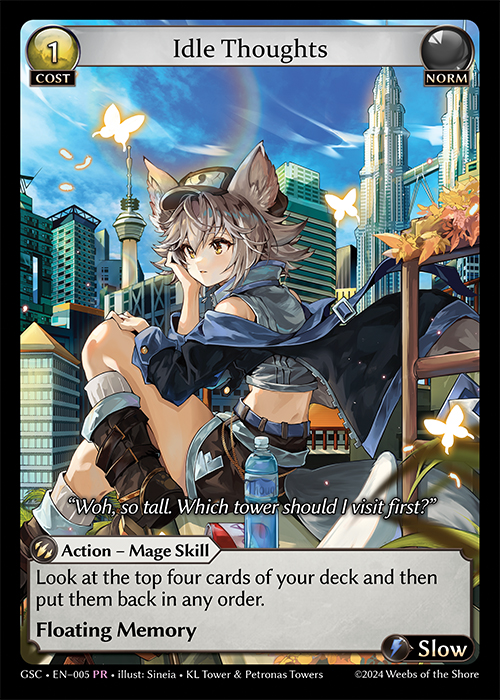 1
COST
Idle Thoughts
NORM
“Woh, so tall. Which tower should I visit first?”
Action – Mage Skill
Look at the top four cards of your deck and then
put them back in any order.
Floating Memory
Slow
GSC • EN–005 PR • illust: Sineia • KL Tower & Petronas Towers
©2024 Weebs of the Shore